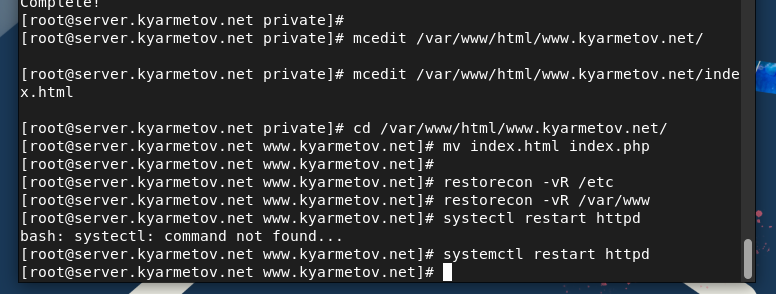 Complete!
[root@server.kyarmetov.net private]#
[root@server.kyarmetov.net private]# mcedit /var/www/html/www.kyarmetov.net/
[root@server.kyarmetov.net private]# mcedit /var/www/html/www.kyarmetov.net/inde
x.html
[root@server.kyarmetov.net private]# cd /var/www/html/www.kyarmetov.net/
[root@server.kyarmetov.net www.kyarmetov.net]# mv index.html index.php
[root@server.kyarmetov.net www.kyarmetov.net]#
[root@server.kyarmetov.net www.kyarmetov.net]# restorecon -vR /etc
[root@server.kyarmetov.net www.kyarmetov.net]# restorecon -vR /var/www
[root@server.kyarmetov.net www.kyarmetov.net]# systectl restart httpd
bash: systectl: command not found...
[root@server.kyarmetov.net www.kyarmetov.net]# systemctl restart httpd
[root@server.kyarmetov.net www.kyarmetov.net]#